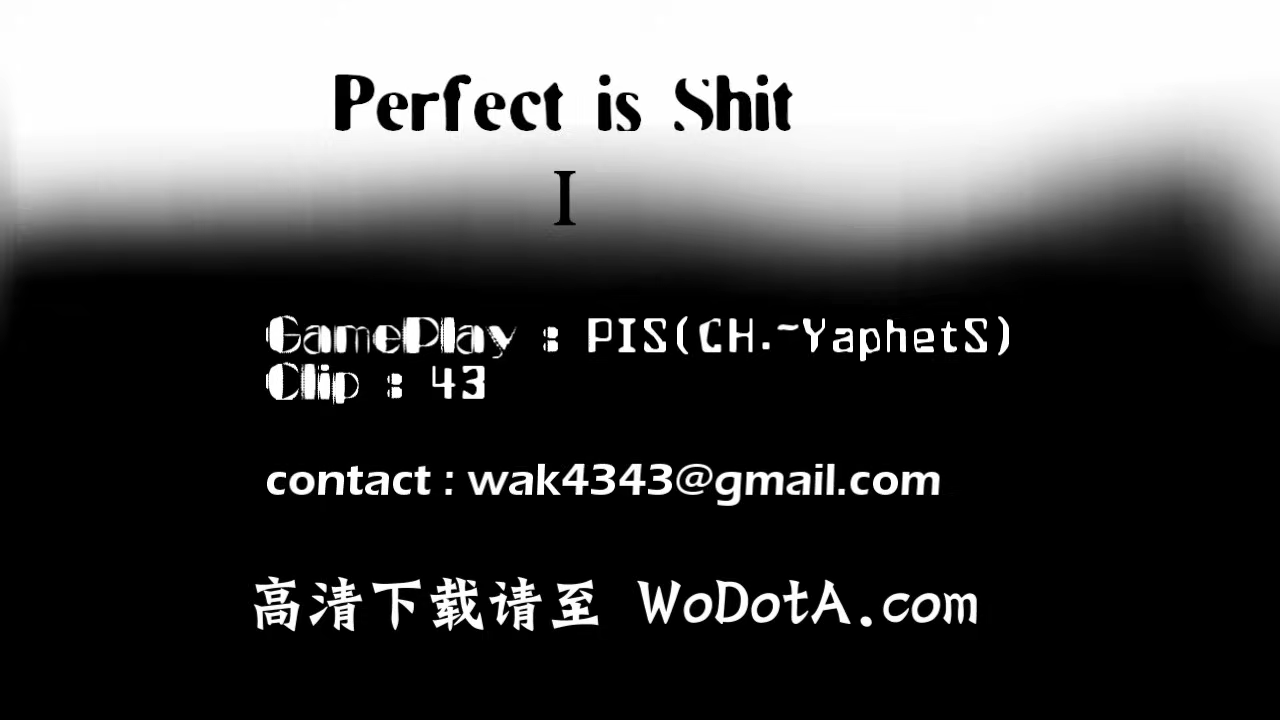 Perfect is Shit
I
GamePlay : PIS(CH.~YaphetS)
Clip : 43
contact : wak4343@gmail.com
高清下载请至 WoDotA.com